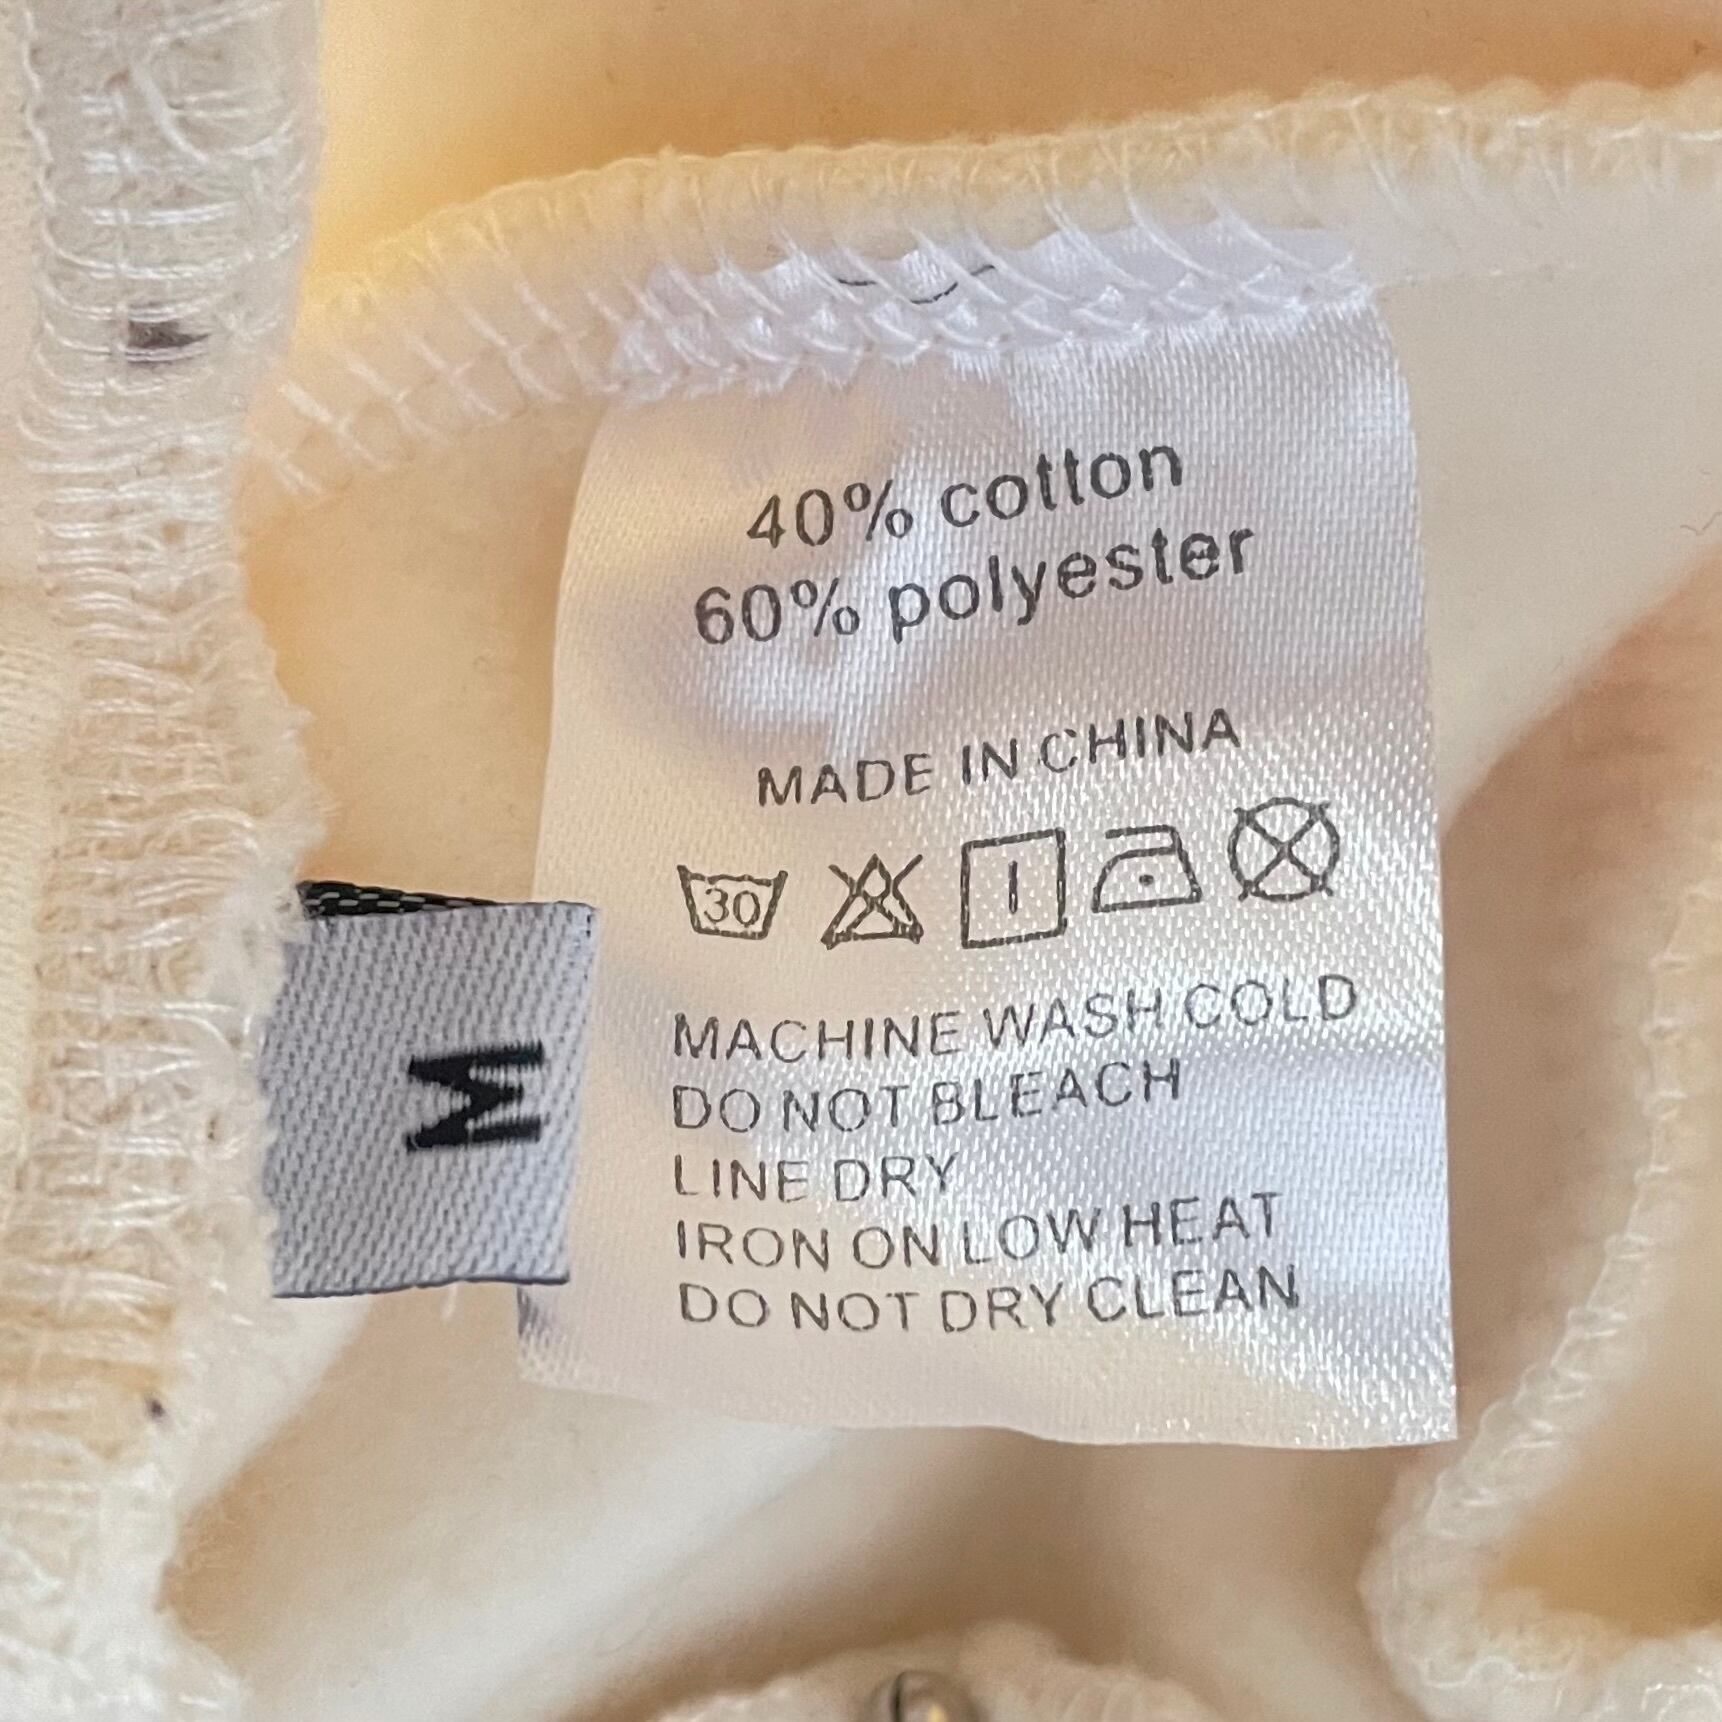 40% cotton
60% polyester
MADE IN CHINA
30
MACHINE WASH COLD
DO NOT BLEACH
LINE DRY
IRON ON LOW HEAT
DO NOT DRY CLEAN
M